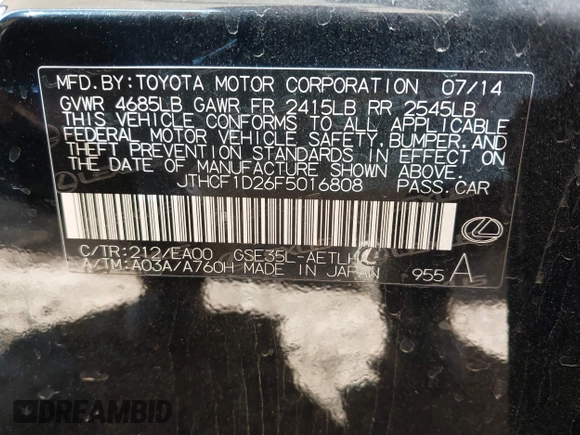 MFD.BY:TOYOTA MOTOR CORPORATION 07/14
GVWR 4685LB GAWR FR 2415LB RR 2545LB
THIS VEHICLE CONFORMS TO ALL APPLICABLE
FEDERAL MOTOR VEHICLE SAFETY,BUMPER,AND
THEFT PREVENTION STANDARDS IN EFFECT ON
THE DATE OF MANUFACTURE SHOWN ABOVE.
JTHCF1D26F5016808 PASS.CAR
C/TR:212/EA00 GSE35L-AETLH
A/TM:A03A/A760H MADE IN JAPAN 955 A
DREAMBID